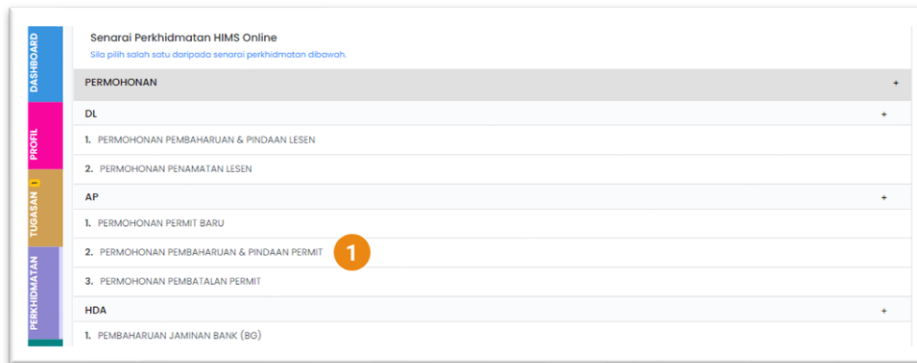 Senarai Perkhidmatan HIMS Online
Sila pilih salah satu daripada senarai perkhidmatan dibawah.
PERMOHONAN +
DL +
1. PERMOHONAN PEMBAHARUAN & PINDAAN LESEN
2. PERMOHONAN PENAMATAN LESEN
AP +
1. PERMOHONAN PERMIT BARU
2. PERMOHONAN PEMBAHARUAN & PINDAAN PERMIT 1
3. PERMOHONAN PEMBATALAN PERMIT
HDA +
1. PEMBAHARUAN JAMINAN BANK (BG)
DASHBOARD
PROFIL
TUGASAN 1
PERKHIDMATAN